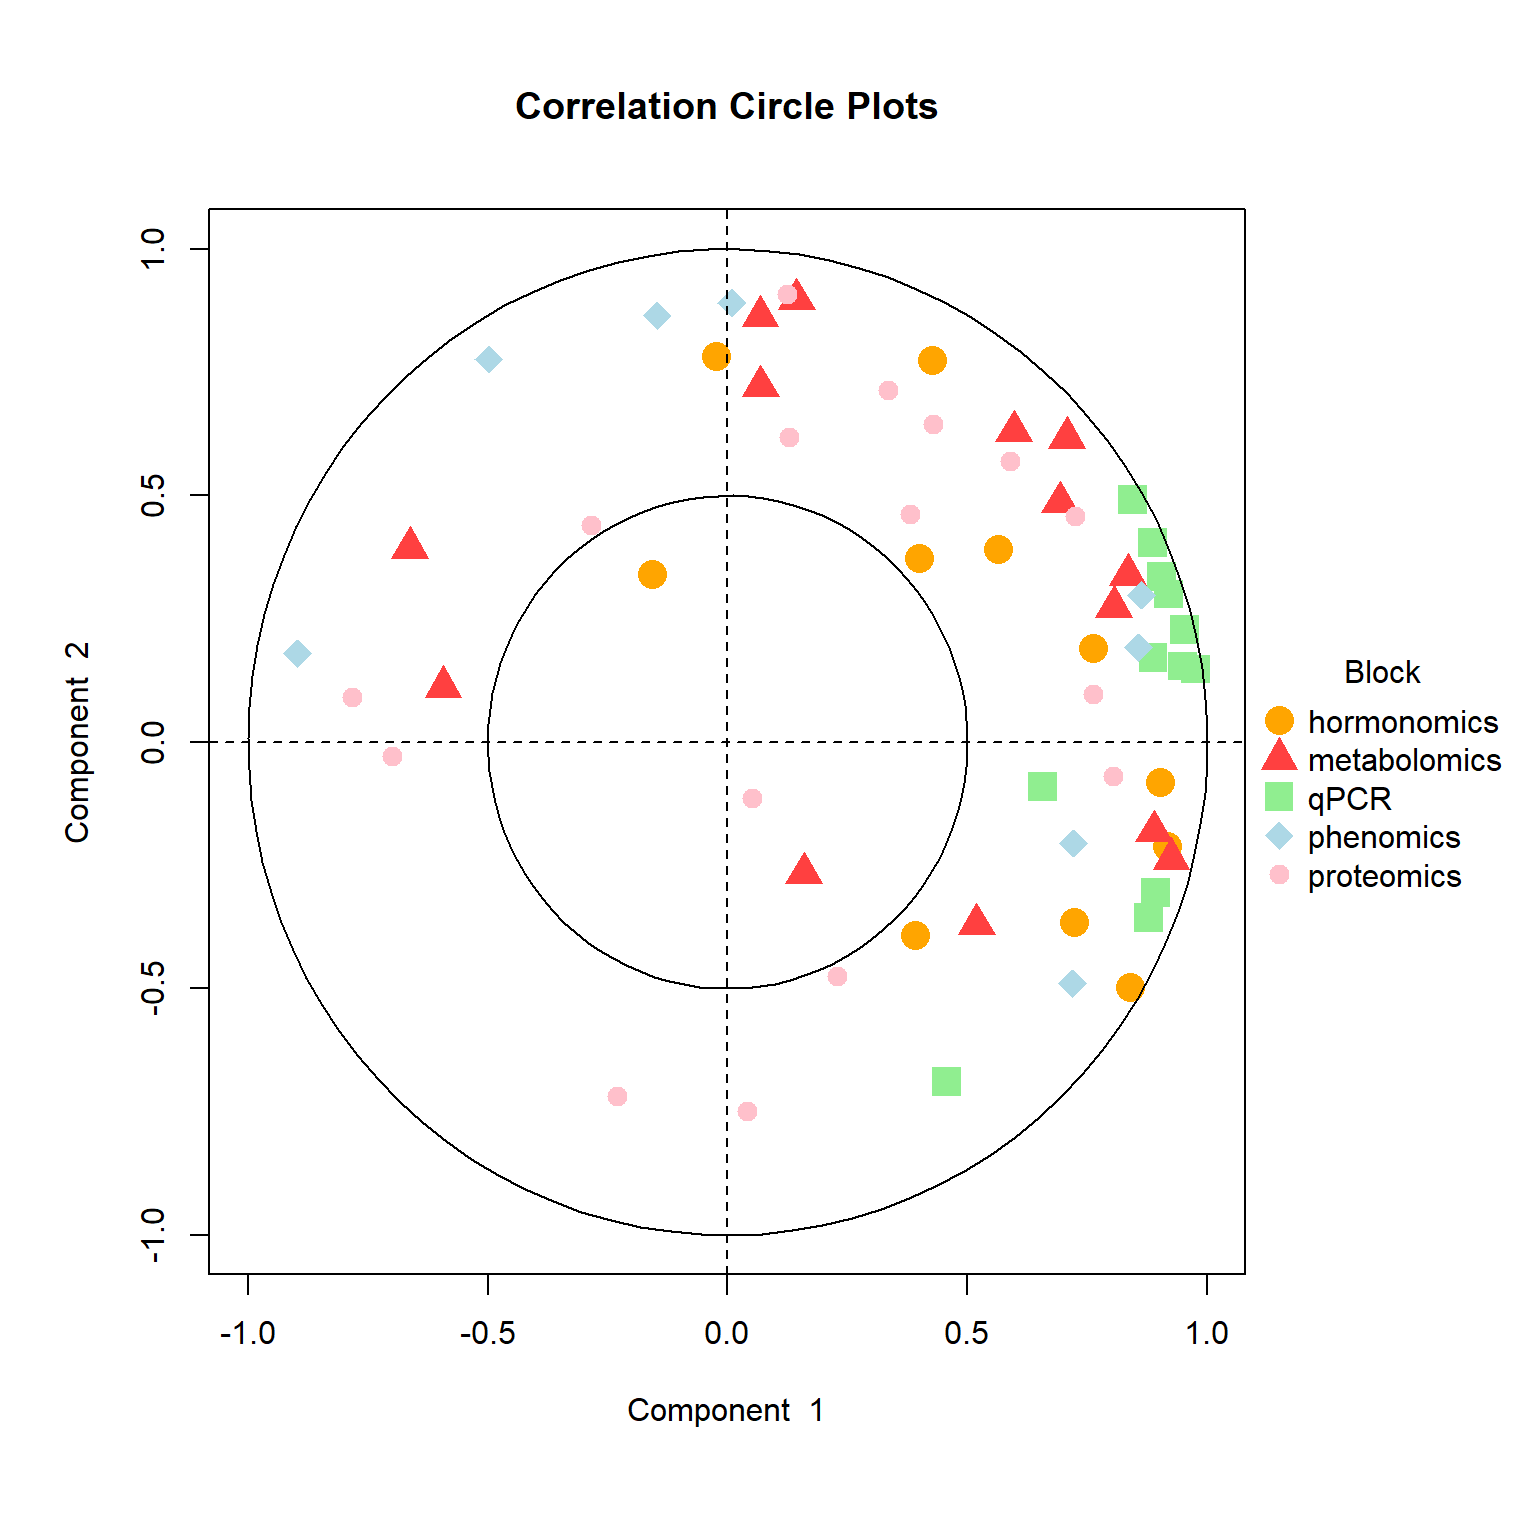 Correlation Circle Plots
1.0
0.5
0.0
-0.5
-1.0
Component 2
-1.0 -0.5 0.0 0.5 1.0
Component 1
Block
hormonomics
metabolomics
qPCR
phenomics
proteomics